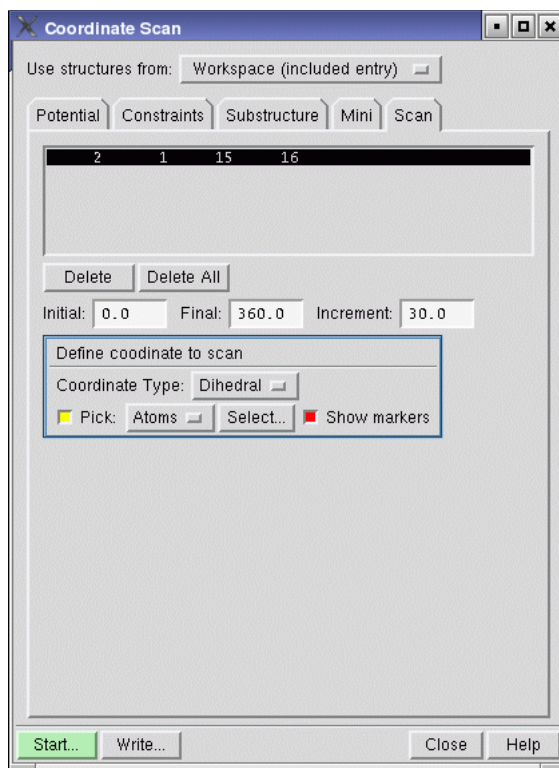 Coordinate Scan
Use structures from: Workspace (included entry)
Potential Constraints Substructure Mini Scan
2 1 15 16
Delete Delete All
Initial: 0.0 Final: 360.0 Increment: 30.0
Define coodinate to scan
Coordinate Type: Dihedral
Pick: Atoms Select... Show markers
Start... Write... Close Help